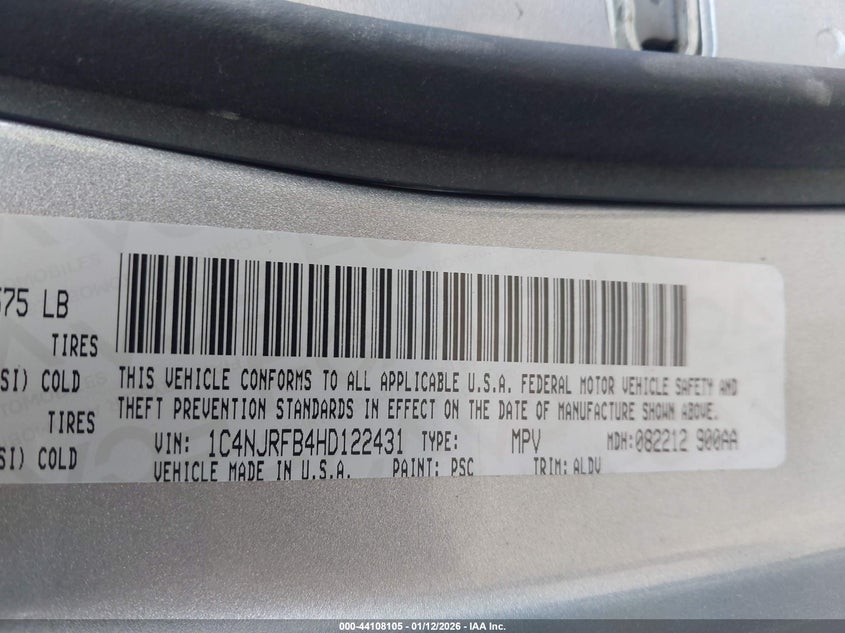 575 LB
TIRES
SI) COLD
THIS VEHICLE CONFORMS TO ALL APPLICABLE U.S.A. FEDERAL MOTOR VEHICLE SAFETY AND
THEFT PREVENTION STANDARDS IN EFFECT ON THE DATE OF MANUFACTURE SHOWN ABOVE.
TIRES
VIN: 1C4NJRFB4HD122431 TYPE: MPV MDH: 082212 900AA
SI) COLD
VEHICLE MADE IN U.S.A. PAINT: PSC TRIM: ALDV
000-44108105 - 01/12/2026 - IAA Inc.